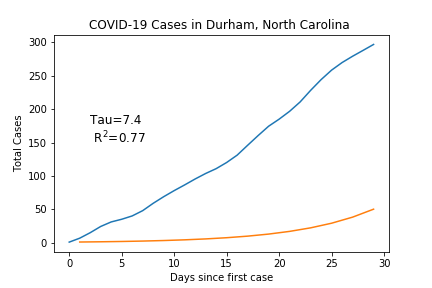 COVID-19 Cases in Durham, North Carolina
300
250
200
150
100
50
0
Total Cases
Tau=7.4
R²=0.77
0 5 10 15 20 25 30
Days since first case